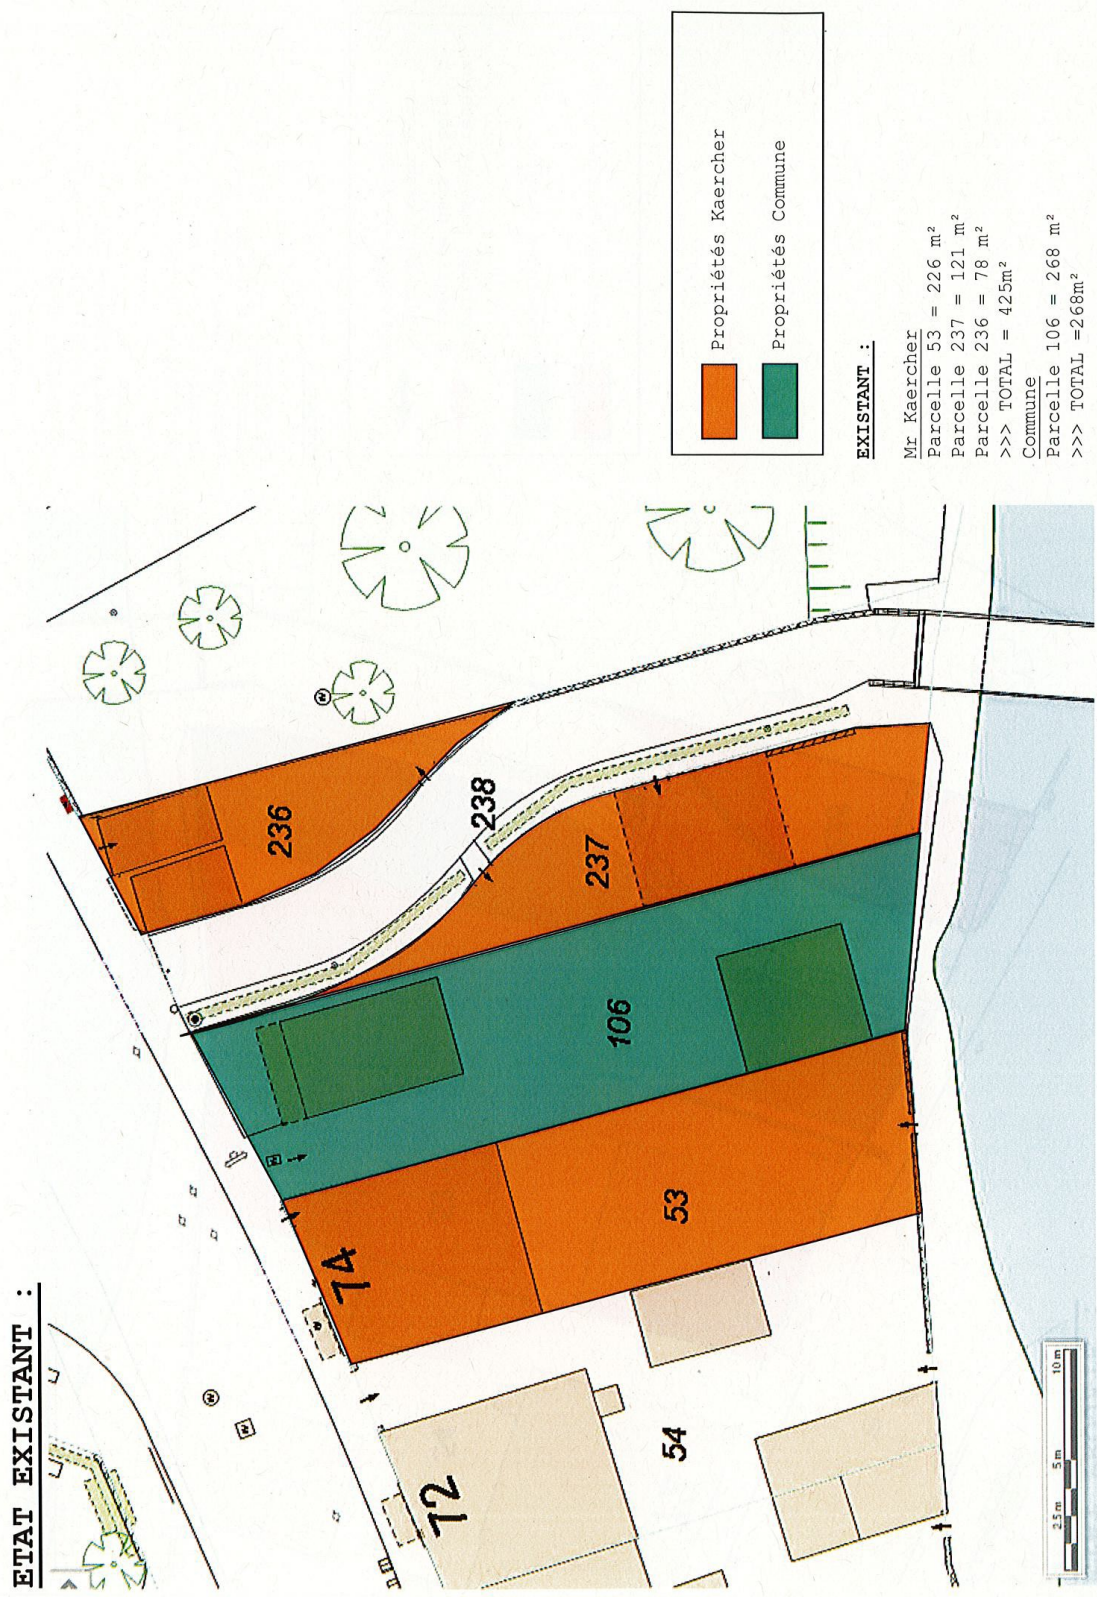 ETAT EXISTANT :
Propriétés Kaercher
Propriétés Commune
EXISTANT :
Mr Kaercher
Parcelle 53 = 226 m²
Parcelle 237 = 121 m²
Parcelle 236 = 78 m²
>>> TOTAL = 425m²
Commune
Parcelle 106 = 268 m²
>>> TOTAL =268m²
236
238
237
106
74
53
72
54
2.5 m 5 m 10 m